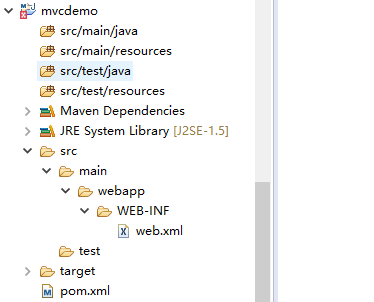 mvcdemo
src/main/java
src/main/resources
src/test/java
src/test/resources
Maven Dependencies
JRE System Library [J2SE-1.5]
src
main
webapp
WEB-INF
web.xml
test
target
pom.xml